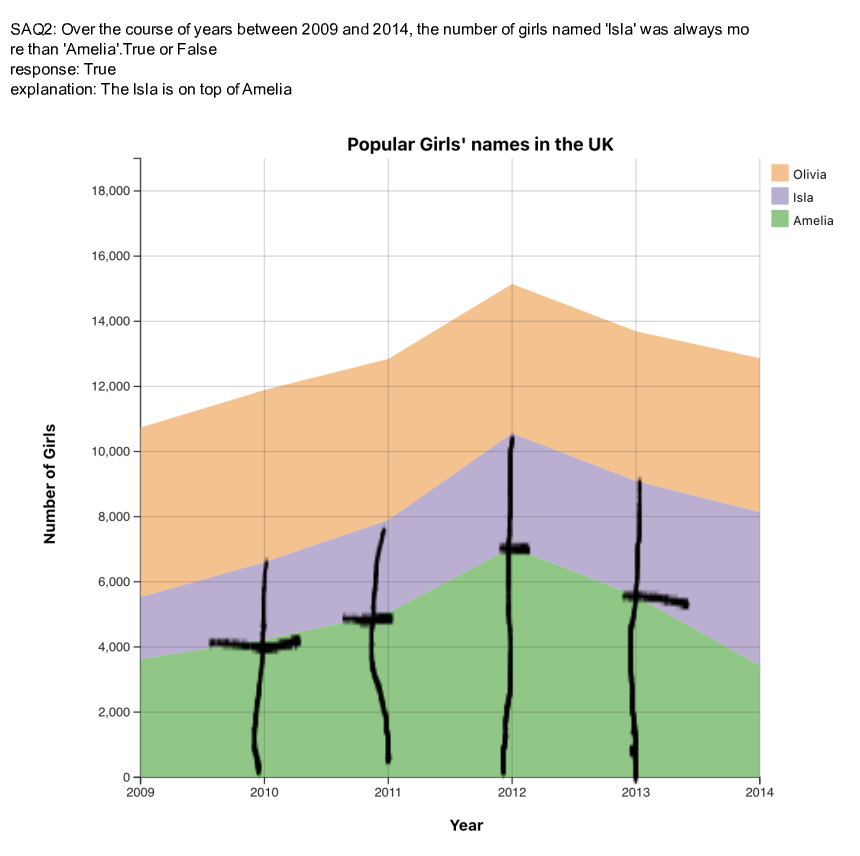 SAQ2: Over the course of years between 2009 and 2014, the number of girls named 'Isla' was always mo
re than 'Amelia'.True or False
response: True
explanation: The Isla is on top of Amelia
Popular Girls' names in the UK
Olivia
Isla
Amelia
18,000
16,000
14,000
12,000
10,000
8,000
6,000
4,000
2,000
0
Number of Girls
2009 2010 2011 2012 2013 2014
Year